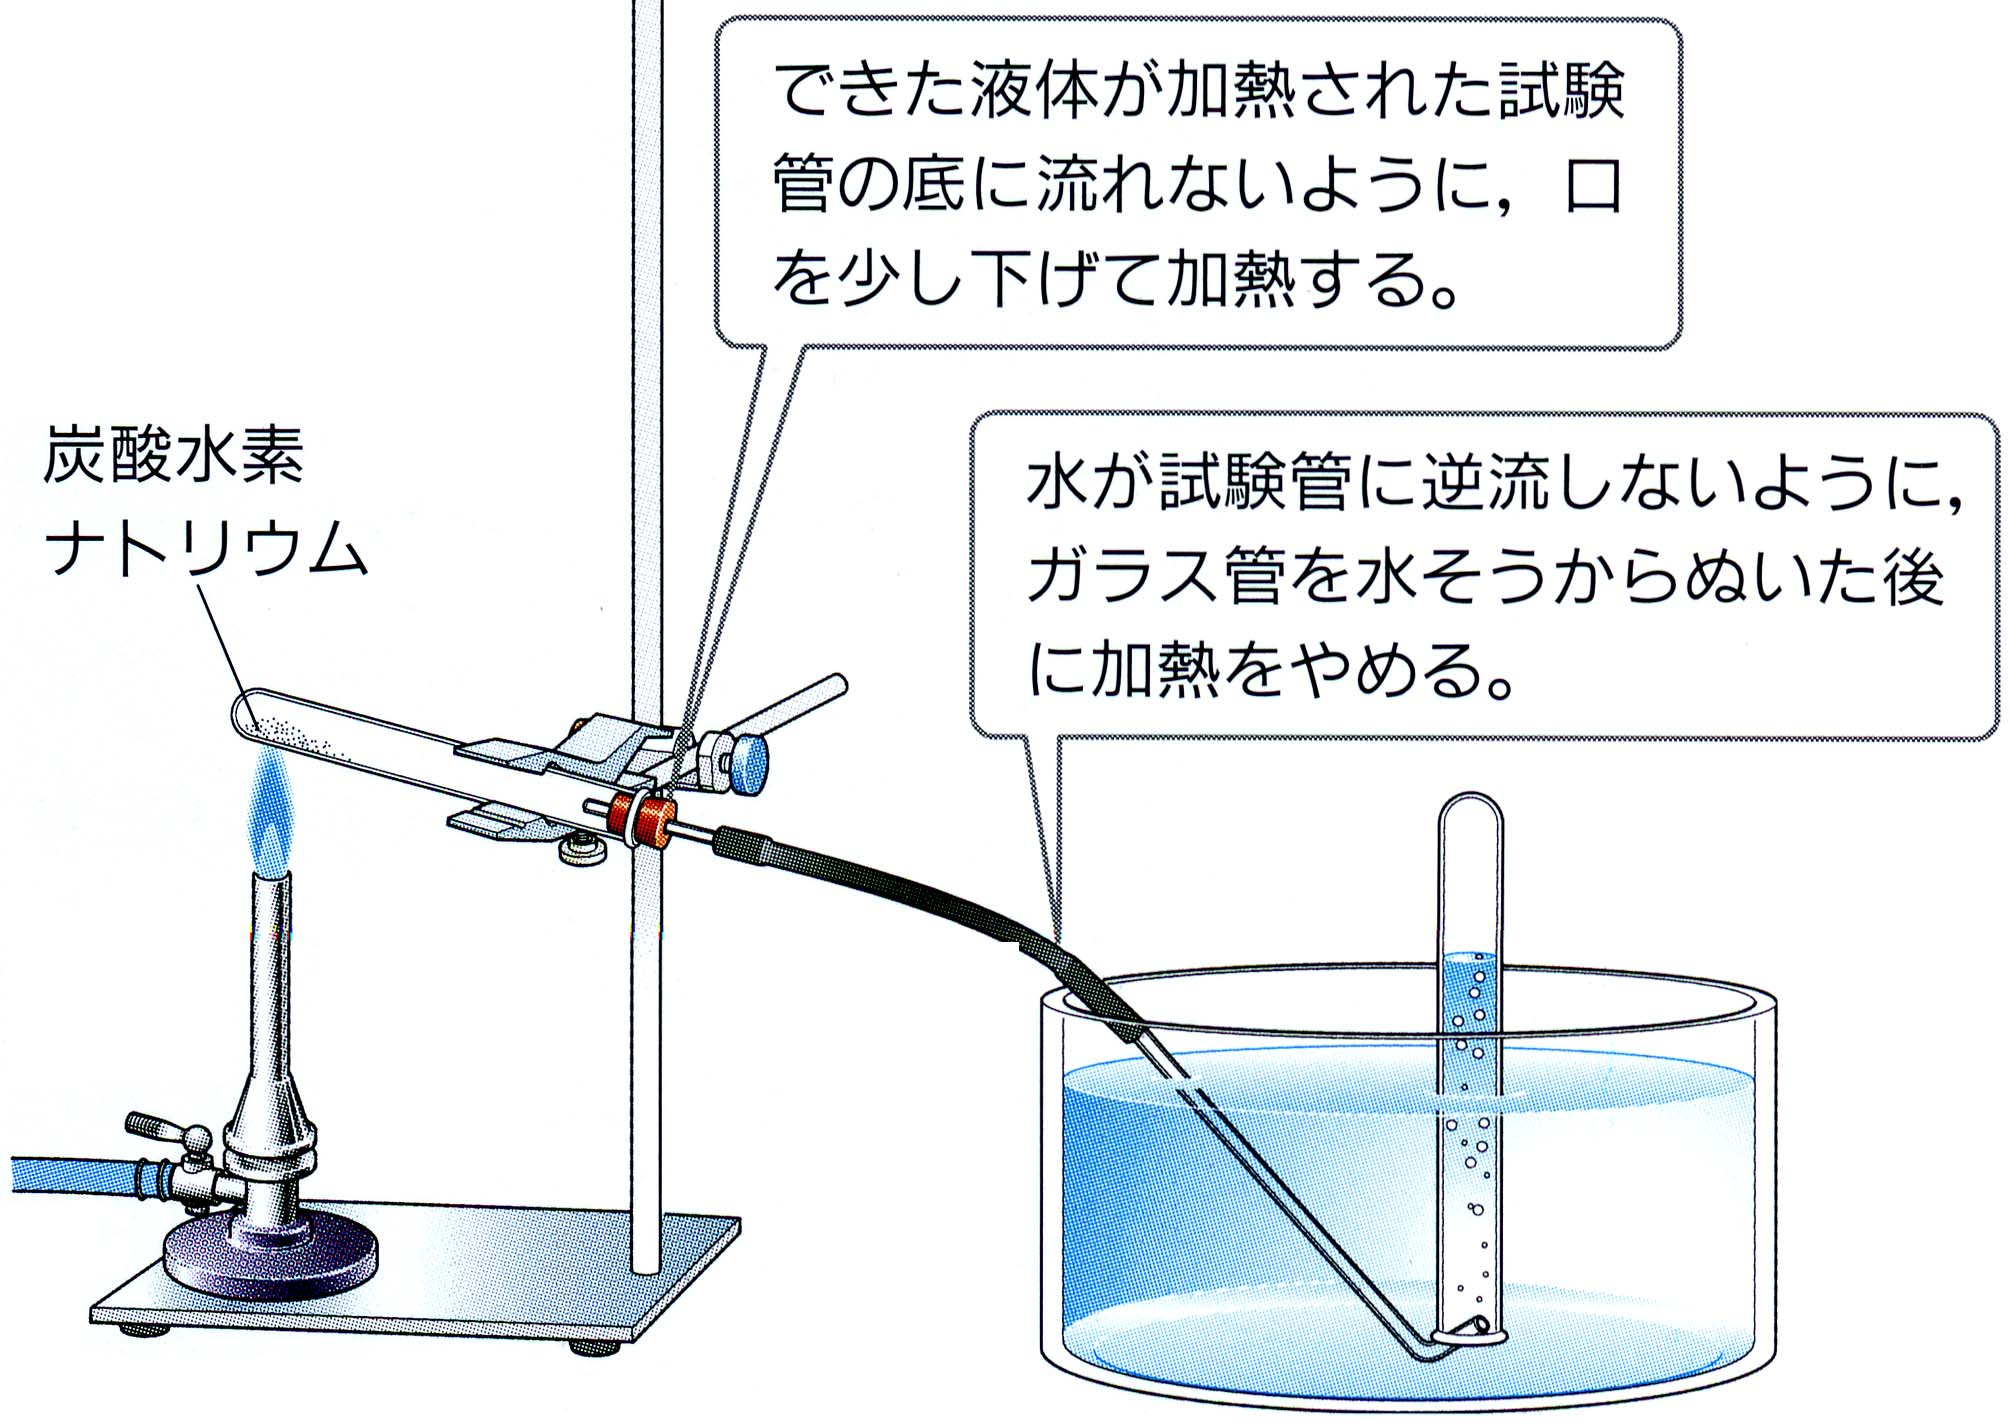 できた液体が加熱された試験
管の底に流れないように，口
を少し下げて加熱する。
炭酸水素
ナトリウム
水が試験管に逆流しないように，
ガラス管を水そうからぬいた後
に加熱をやめる。